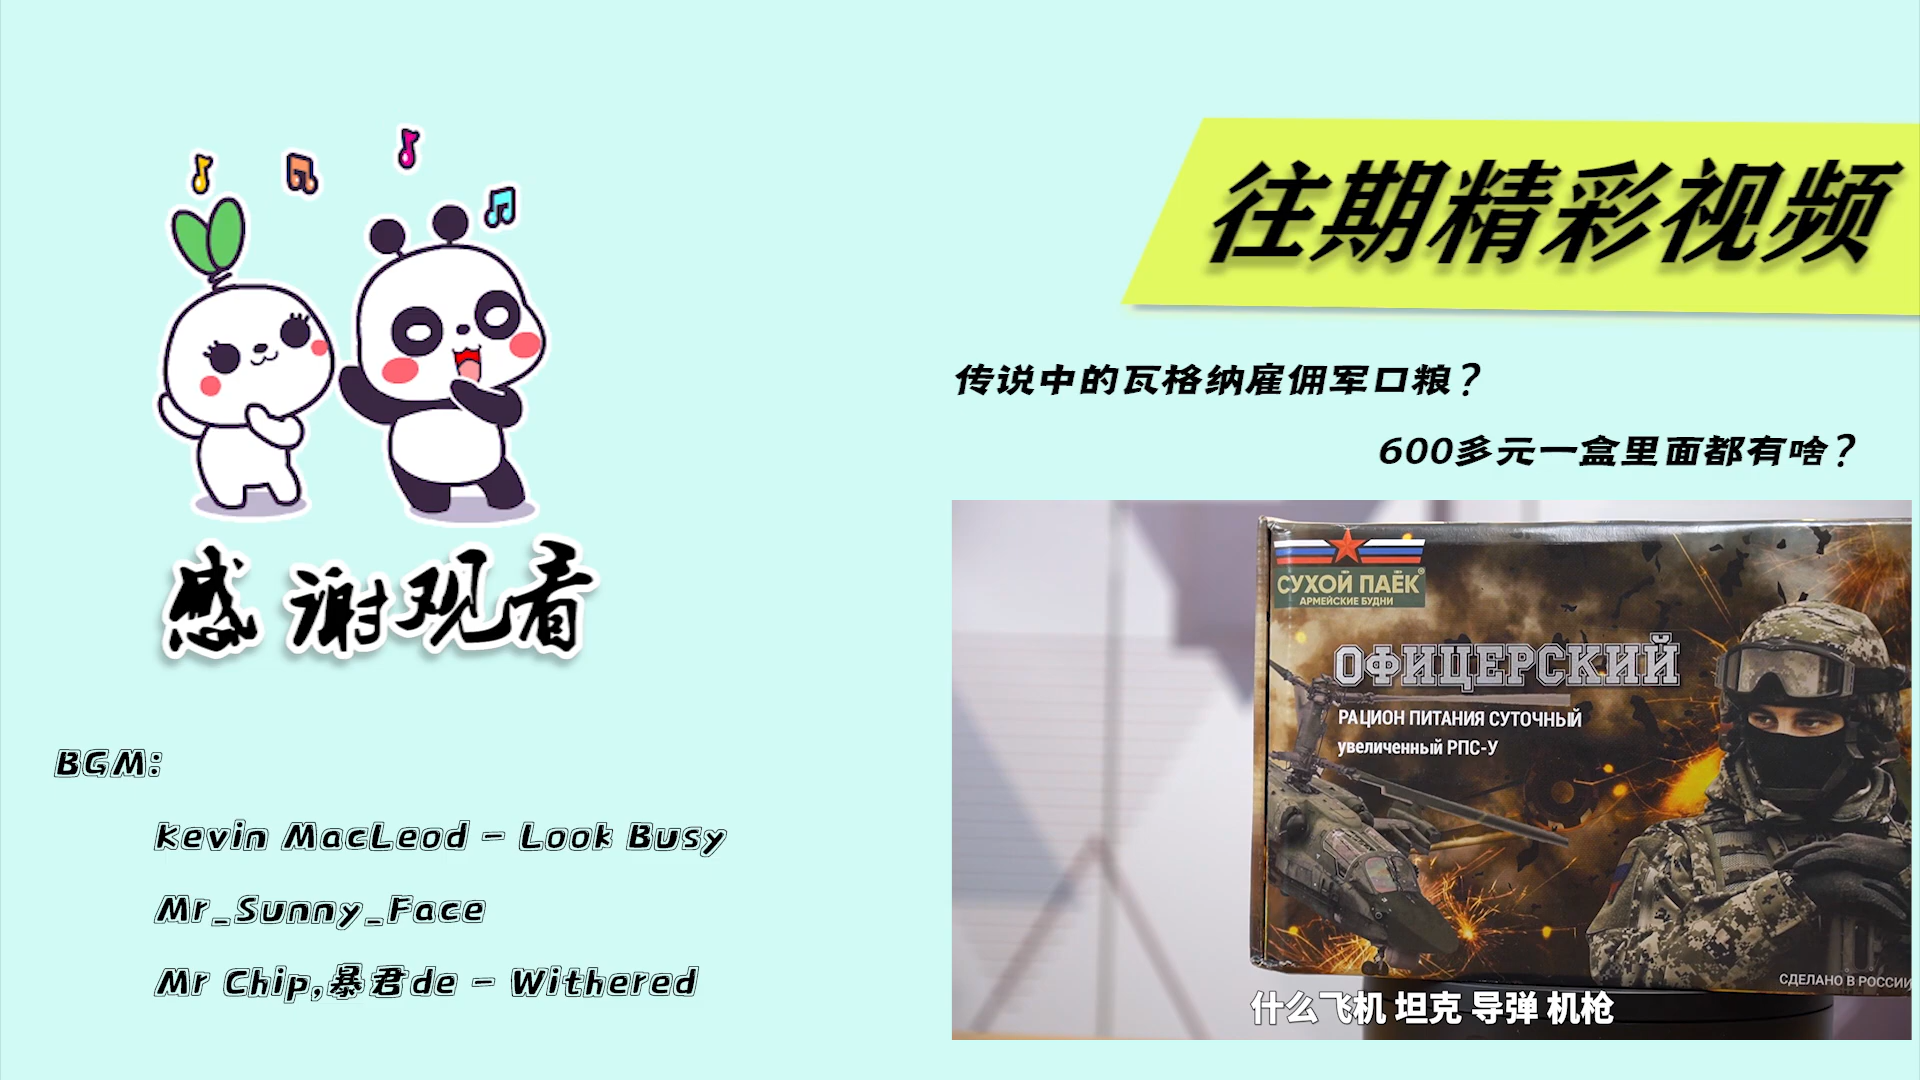 感谢观看
BGM:
Kevin MacLeod - Look Busy
Mr_Sunny_Face
Mr Chip,暴君de - Withered
往期精彩视频
传说中的瓦格纳雇佣军口粮？
600多元一盒里面都有啥？
СУХОЙ ПАЁК
АРМЕЙСКИЕ БУДНИ
ОФИЦЕРСКИЙ
РАЦИОН ПИТАНИЯ СУТОЧНЫЙ
увеличенный РПС-У
СДЕЛАНО В РОССИИ
什么飞机 坦克 导弹 机枪